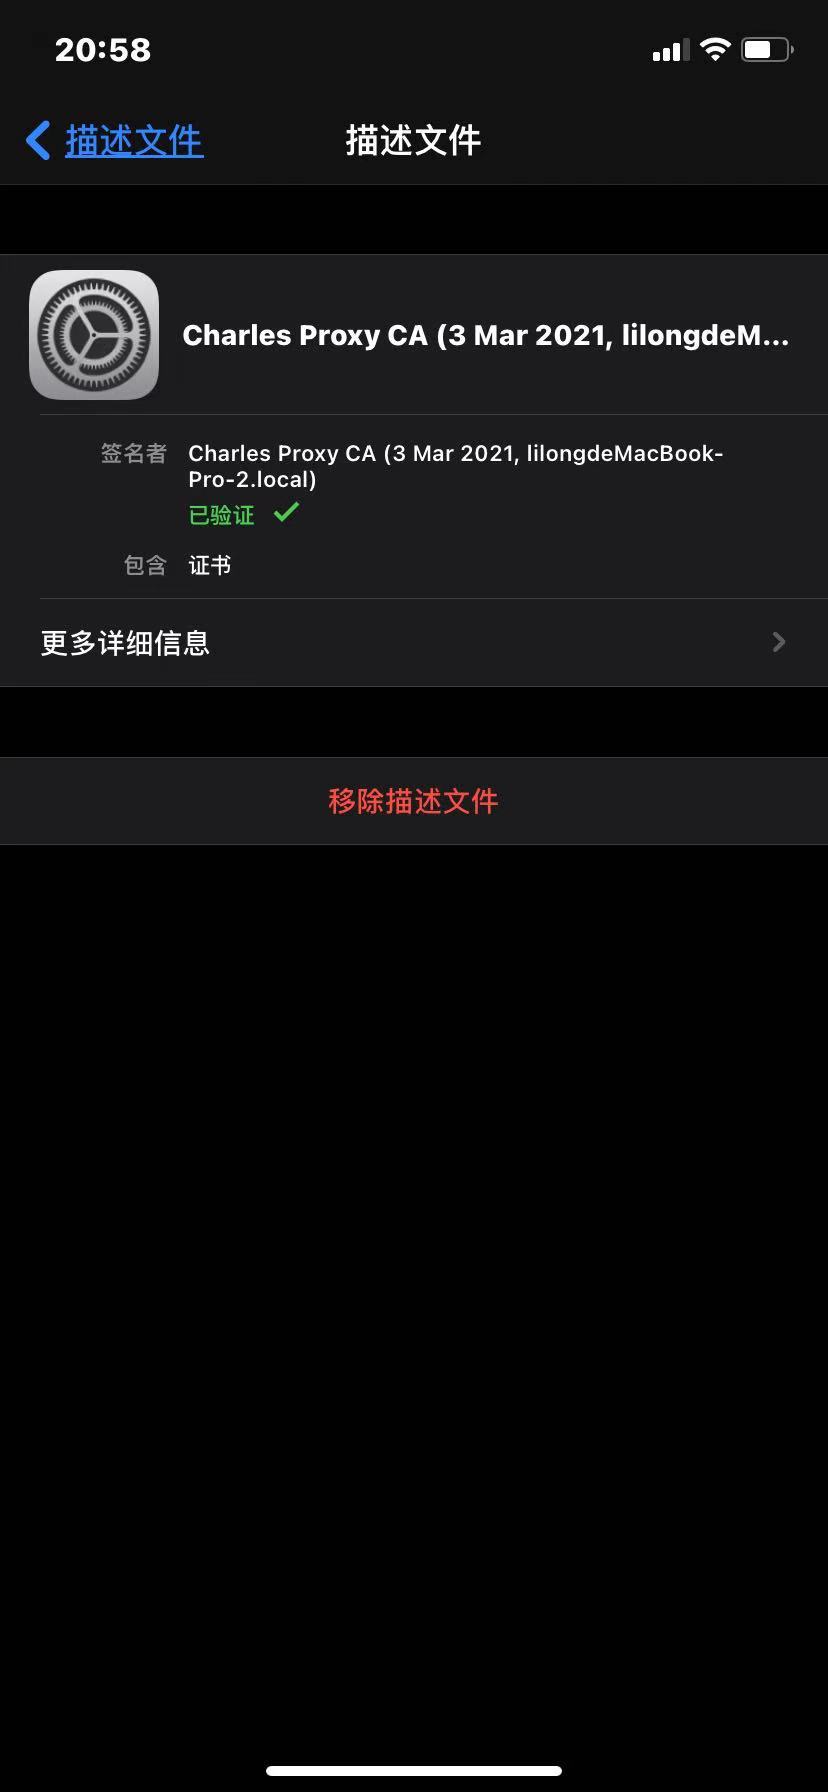 20:58
描述文件
描述文件
Charles Proxy CA (3 Mar 2021, lilongdeM...
签名者
Charles Proxy CA (3 Mar 2021, lilongdeMacBook-
Pro-2.local)
已验证
包含
证书
更多详细信息
移除描述文件